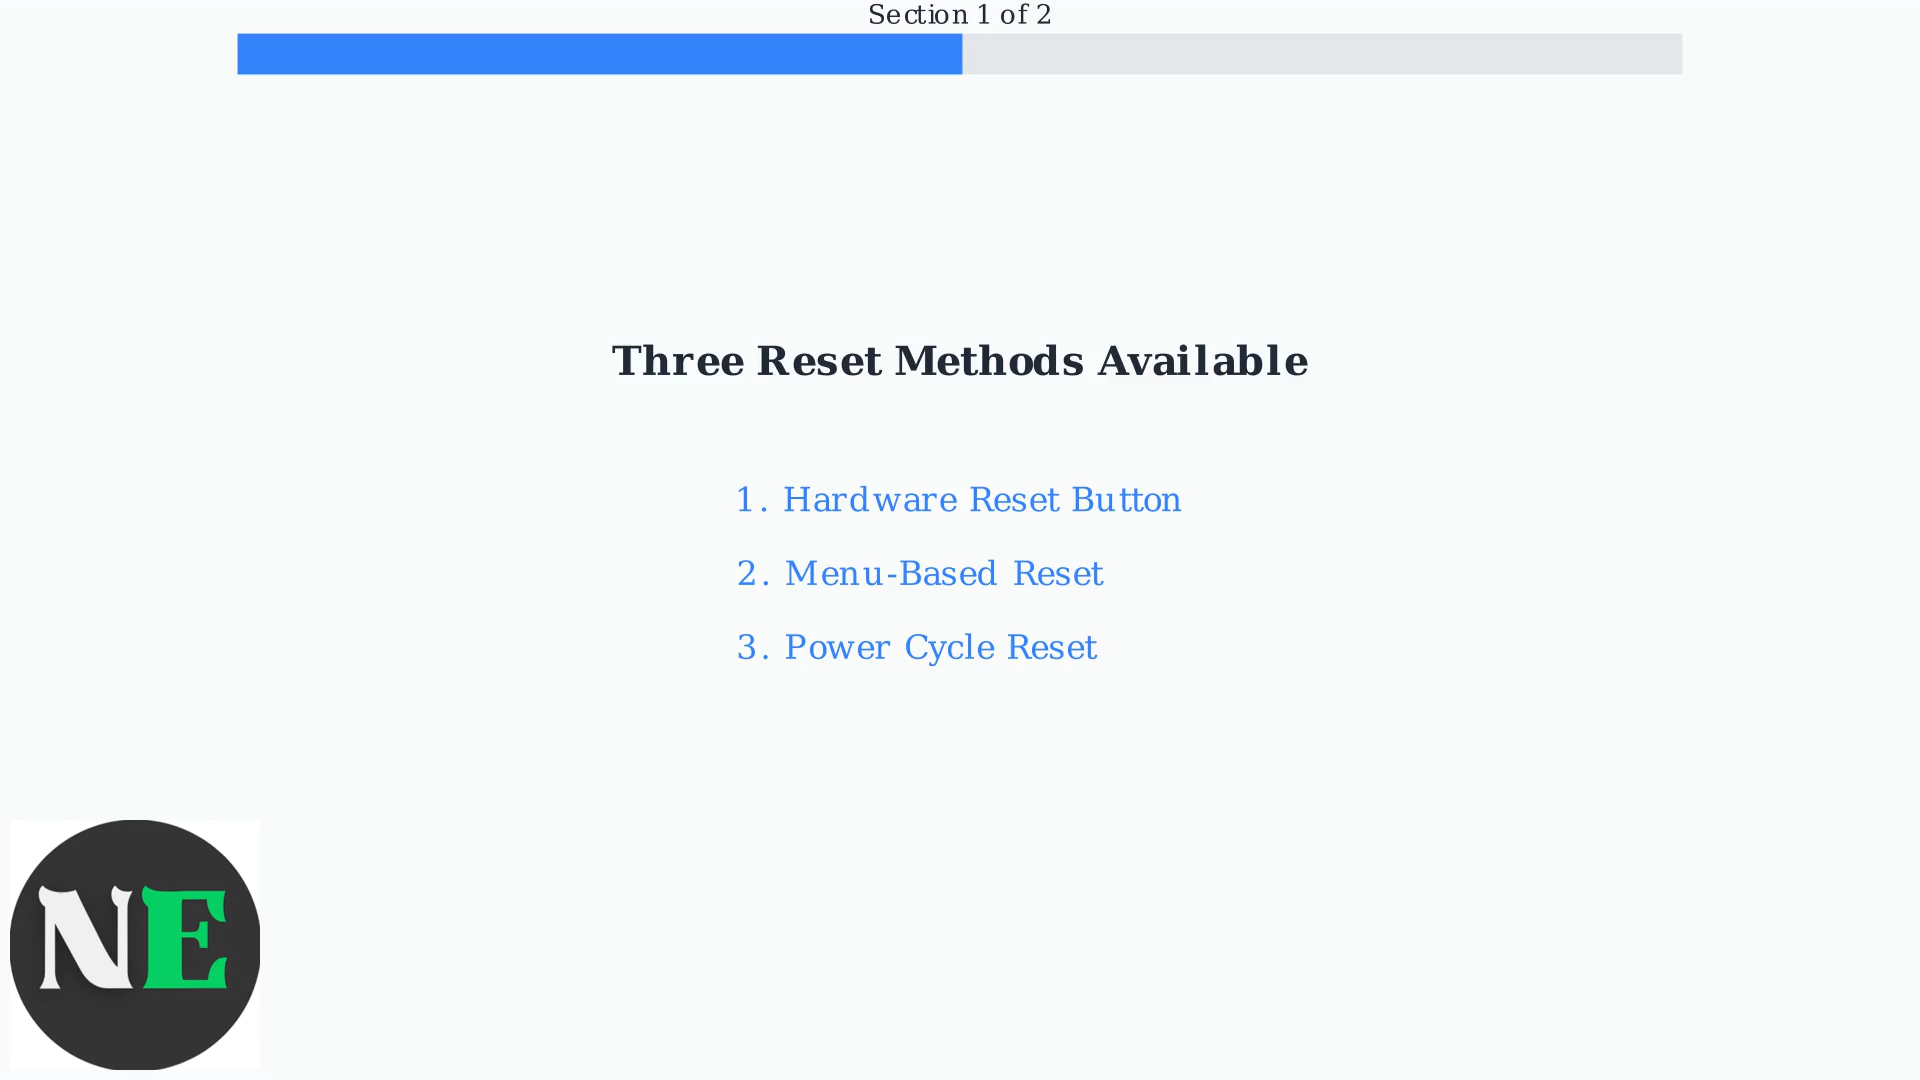 Section 1 of 2
Three Reset Methods Available
1. Hardware Reset Button
2. Menu-Based Reset
3. Power Cycle Reset
NE